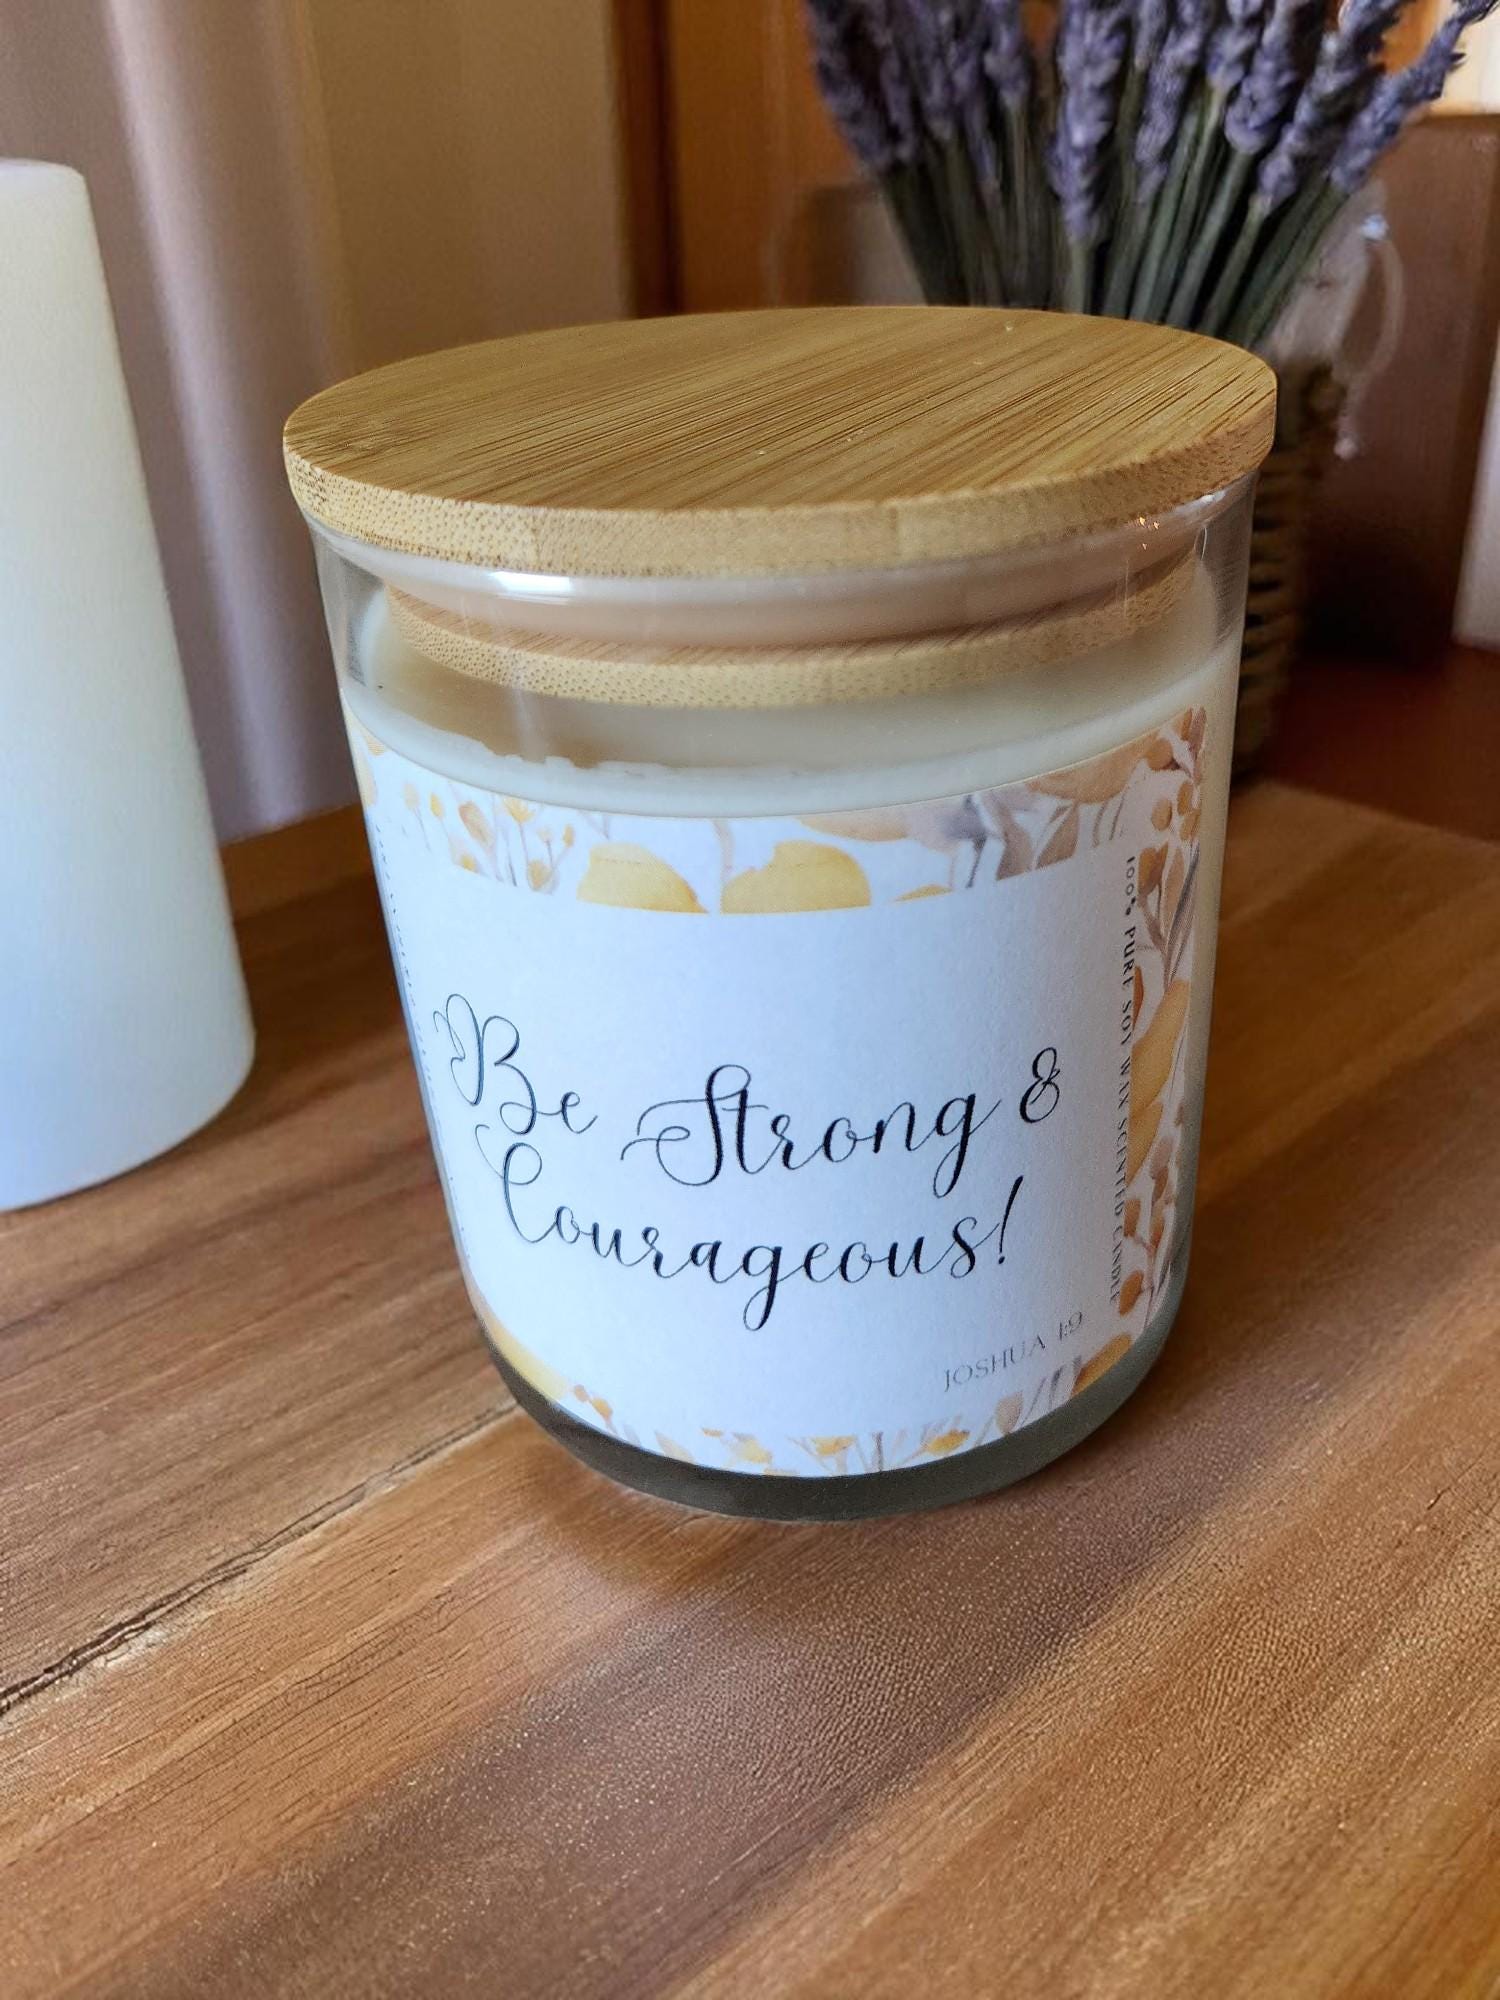 Be Strong &
Courageous!
JOSHUA 1:9
100% PURE SOY WAX SCENTED CANDLE